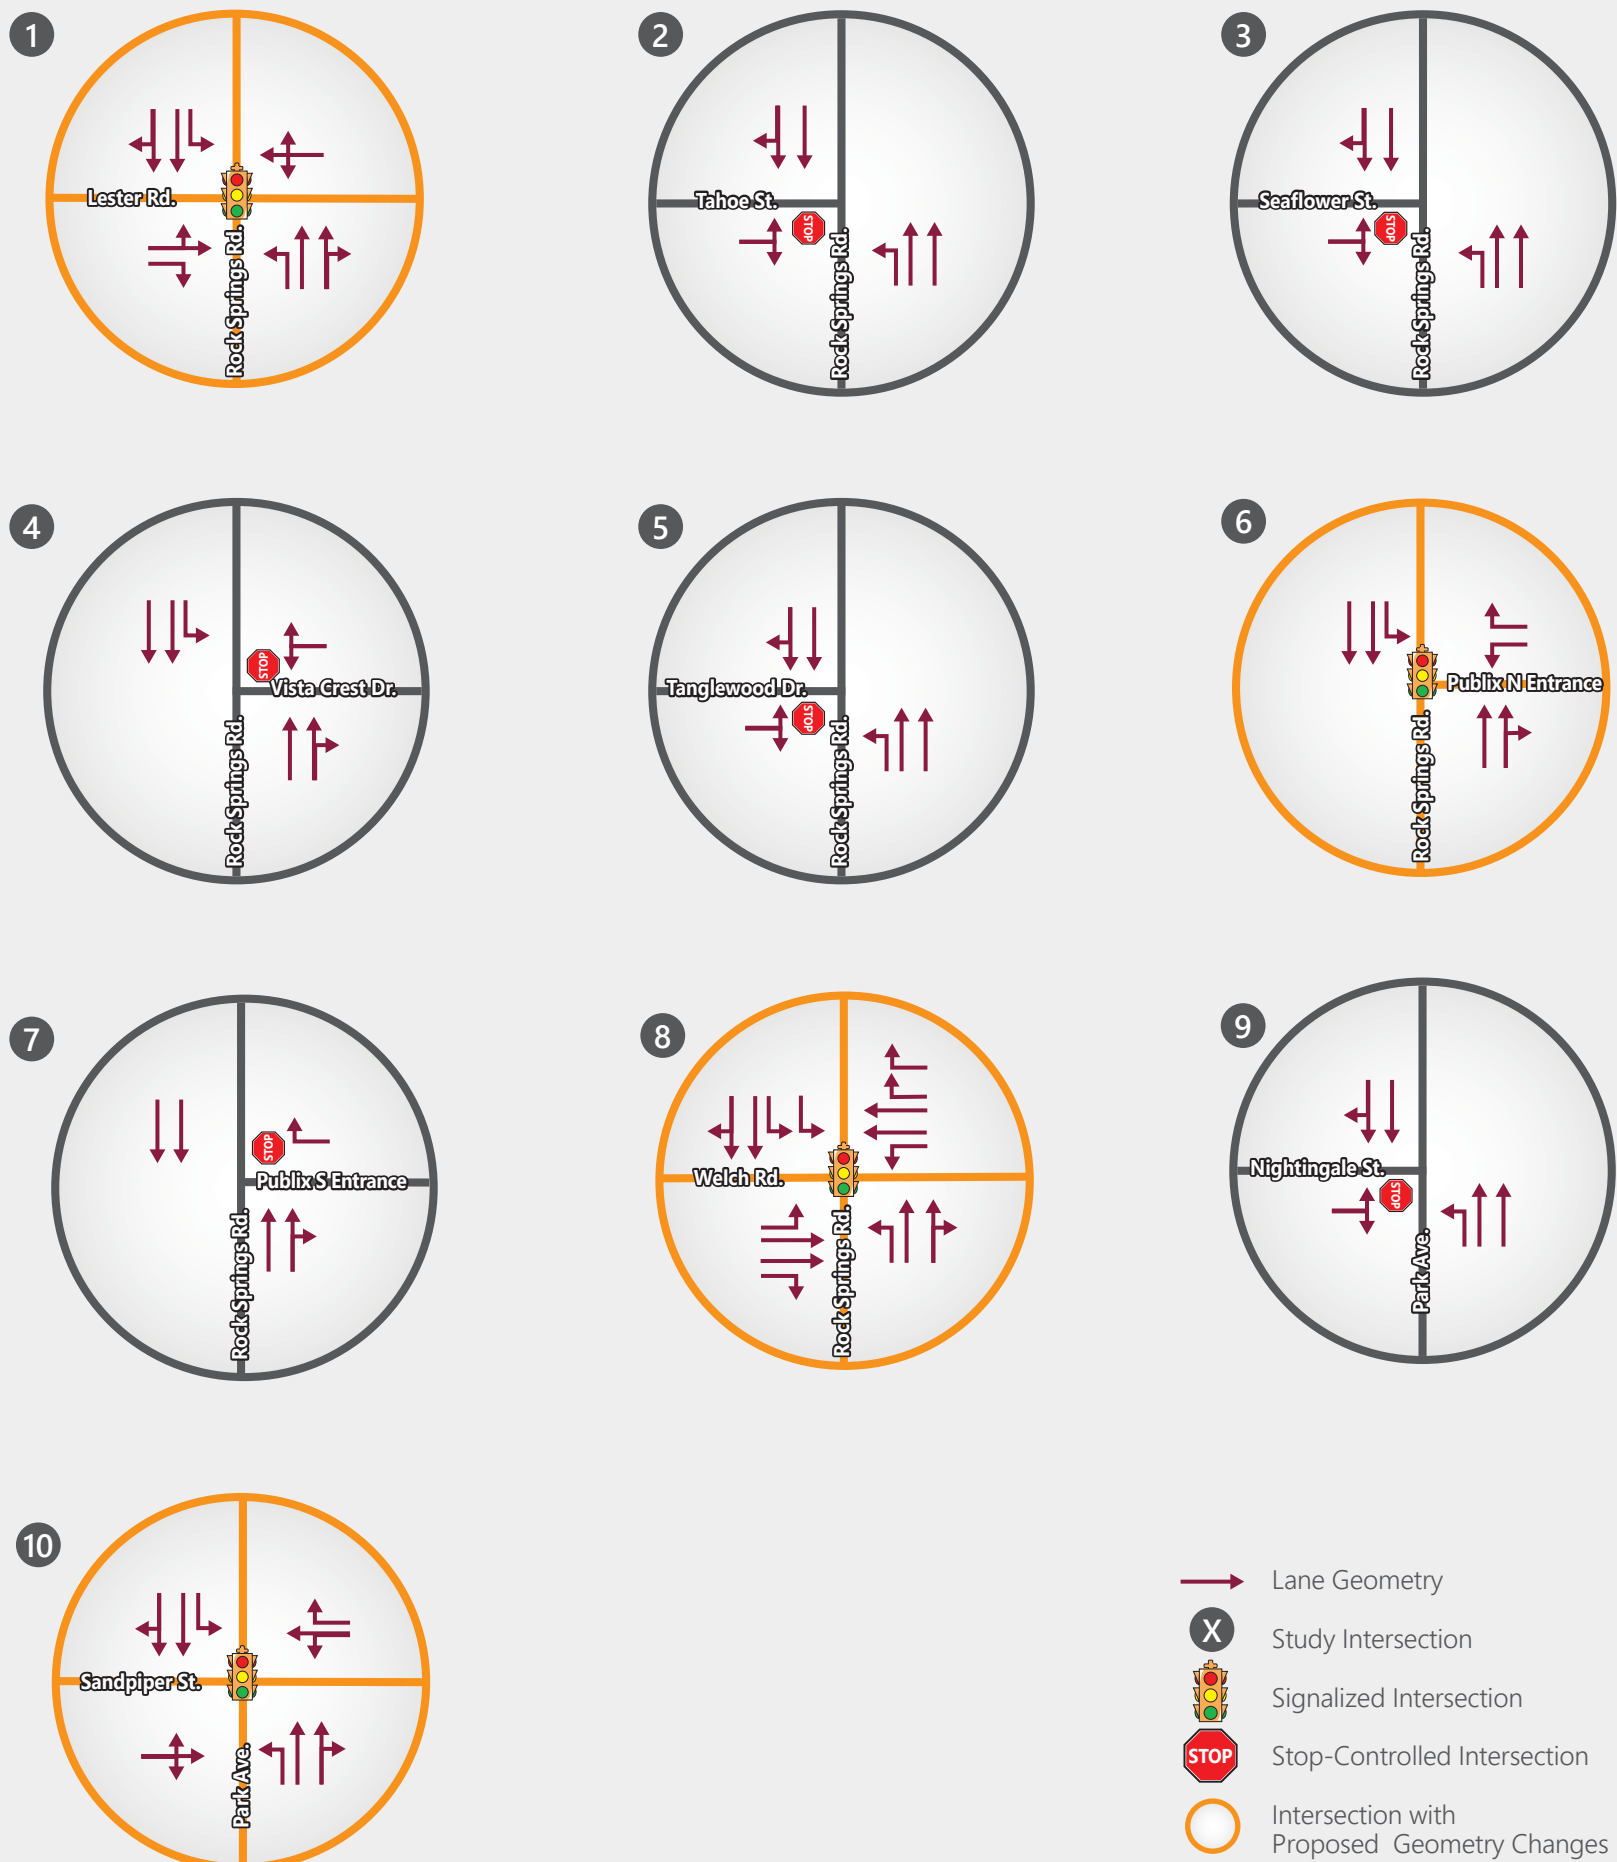 1
Lester Rd.
Rock Springs Rd.
2
Tahoe St.
STOP
Rock Springs Rd.
3
Seaflower St.
STOP
Rock Springs Rd.
4
STOP
Vista Crest Dr.
Rock Springs Rd.
5
Tanglewood Dr.
STOP
Rock Springs Rd.
6
Publix N Entrance
Rock Springs Rd.
7
STOP
Publix S Entrance
Rock Springs Rd.
8
Welch Rd.
Rock Springs Rd.
9
Nightingale St.
STOP
Park Ave.
10
Sandpiper St.
Park Ave.
Lane Geometry
X
Study Intersection
Signalized Intersection
STOP
Stop-Controlled Intersection
Intersection with
Proposed Geometry Changes